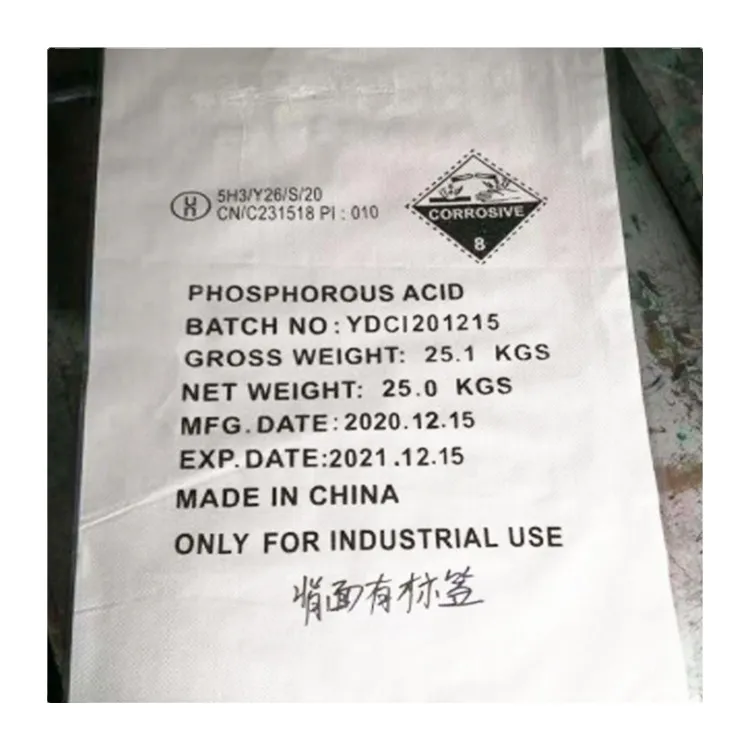 5H3/Y26/S/20
CN/C231518 PI : 010
CORROSIVE
8
PHOSPHOROUS ACID
BATCH NO : YDCI201215
GROSS WEIGHT: 25.1 KGS
NET WEIGHT: 25.0 KGS
MFG.DATE : 2020.12.15
EXP.DATE:2021.12.15
MADE IN CHINA
ONLY FOR INDUSTRIAL USE
背面有标签